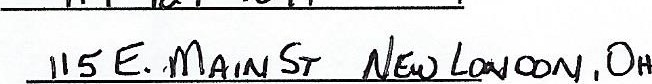 115 E. MAIN ST NEW LONDON, OH